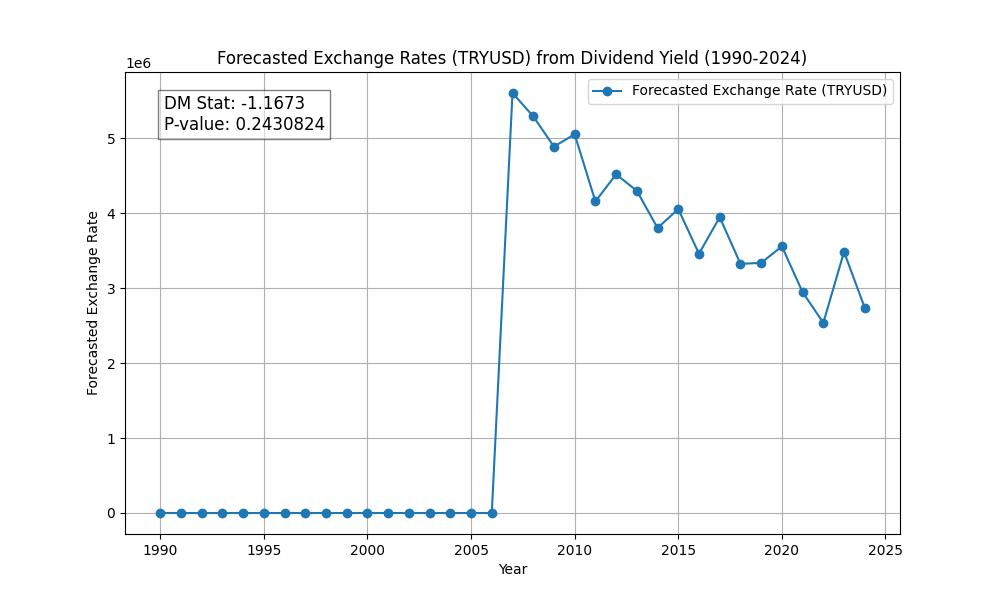 Forecasted Exchange Rates (TRYUSD) from Dividend Yield (1990-2024)
1e6
DM Stat: -1.1673
P-value: 0.2430824
Forecasted Exchange Rate (TRYUSD)
5
4
3
2
1
0
Forecasted Exchange Rate
1990 1995 2000 2005 2010 2015 2020 2025
Year